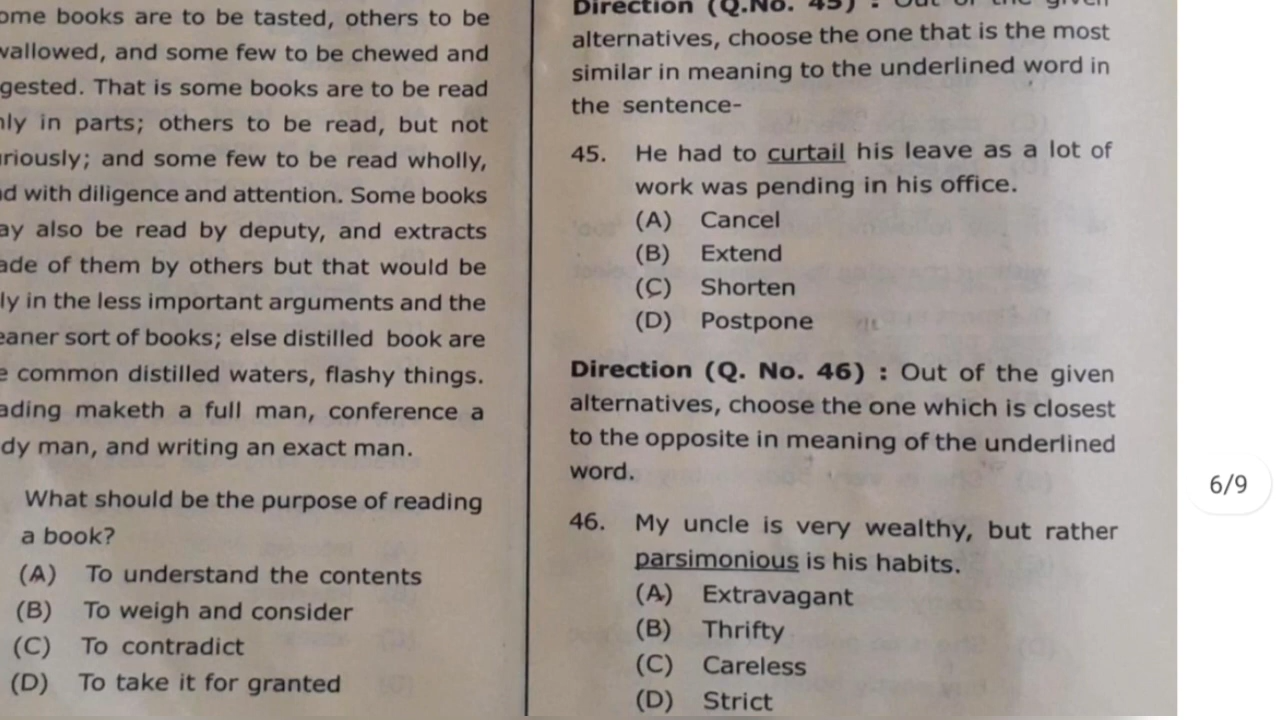 ome books are to be tasted, others to be
wallowed, and some few to be chewed and
gested. That is some books are to be read
nly in parts; others to be read, but not
uriously; and some few to be read wholly,
nd with diligence and attention. Some books
ay also be read by deputy, and extracts
ade of them by others but that would be
ly in the less important arguments and the
eaner sort of books; else distilled book are
e common distilled waters, flashy things.
ading maketh a full man, conference a
dy man, and writing an exact man.
What should be the purpose of reading
a book?
(A) To understand the contents
(B) To weigh and consider
(C) To contradict
(D) To take it for granted
Direction (Q.No. 45) : Out of the given
alternatives, choose the one that is the most
similar in meaning to the underlined word in
the sentence-
45. He had to curtail his leave as a lot of
work was pending in his office.
(A) Cancel
(B) Extend
(C) Shorten
(D) Postpone
Direction (Q. No. 46) : Out of the given
alternatives, choose the one which is closest
to the opposite in meaning of the underlined
word.
46. My uncle is very wealthy, but rather
parsimonious is his habits.
(A) Extravagant
(B) Thrifty
(C) Careless
(D) Strict
6/9